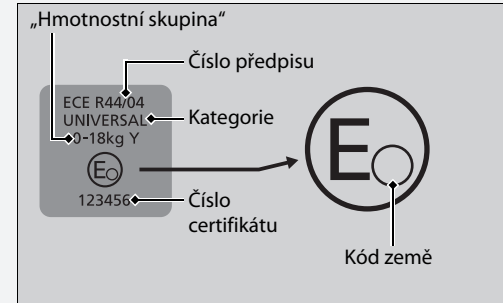 „Hmotnostní skupina“
Číslo předpisu
ECE R44/04
UNIVERSAL
Kategorie
0-18kg Y
E
E
123456
Číslo
certifikátu
Kód země